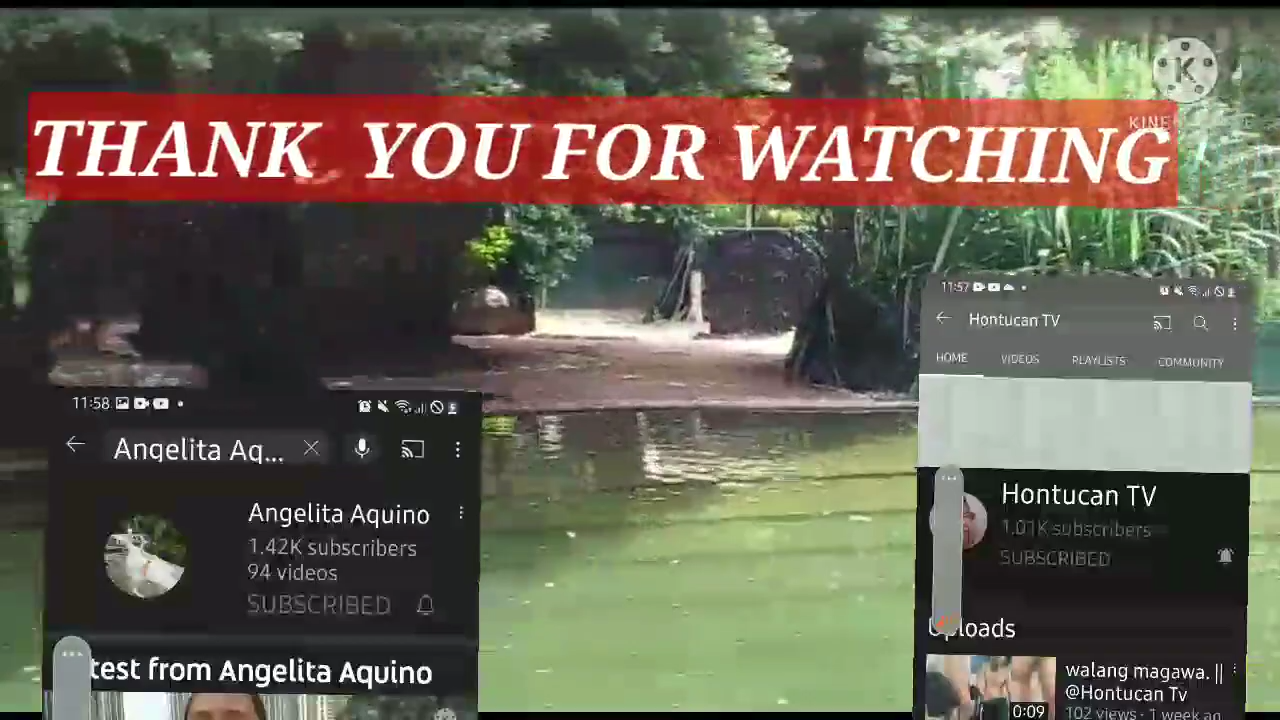 THANK YOU FOR WATCHING
K
KINE
11:58
Angelita Aq...
Angelita Aquino
1.42K subscribers
94 videos
SUBSCRIBED
test from Angelita Aquino
11:57
Hontucan TV
HOME VIDEOS PLAYLISTS COMMUNITY
Hontucan TV
1.01K subscribers
SUBSCRIBED
Uploads
walang magawa. ||
@Hontucan Tv
102 views · 1 week ag
0:09